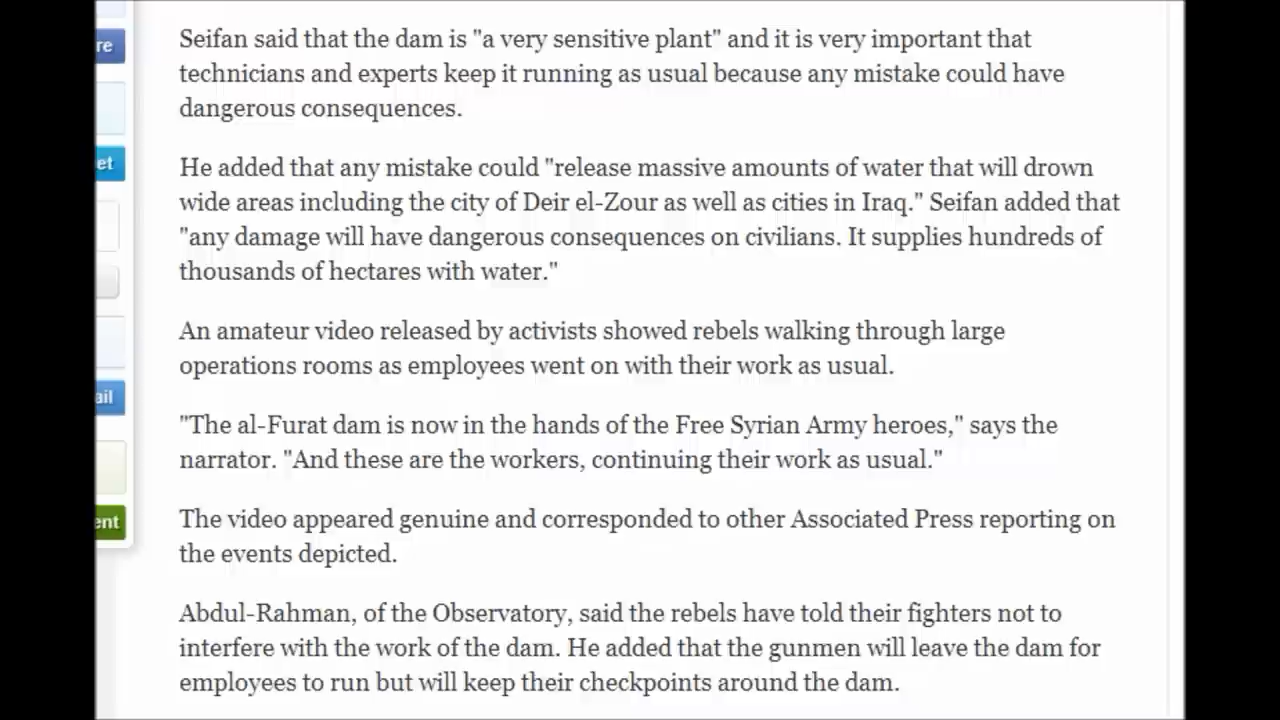 re
et
ail
ent
Seifan said that the dam is "a very sensitive plant" and it is very important that
technicians and experts keep it running as usual because any mistake could have
dangerous consequences.
He added that any mistake could "release massive amounts of water that will drown
wide areas including the city of Deir el-Zour as well as cities in Iraq." Seifan added that
"any damage will have dangerous consequences on civilians. It supplies hundreds of
thousands of hectares with water."
An amateur video released by activists showed rebels walking through large
operations rooms as employees went on with their work as usual.
"The al-Furat dam is now in the hands of the Free Syrian Army heroes," says the
narrator. "And these are the workers, continuing their work as usual."
The video appeared genuine and corresponded to other Associated Press reporting on
the events depicted.
Abdul-Rahman, of the Observatory, said the rebels have told their fighters not to
interfere with the work of the dam. He added that the gunmen will leave the dam for
employees to run but will keep their checkpoints around the dam.